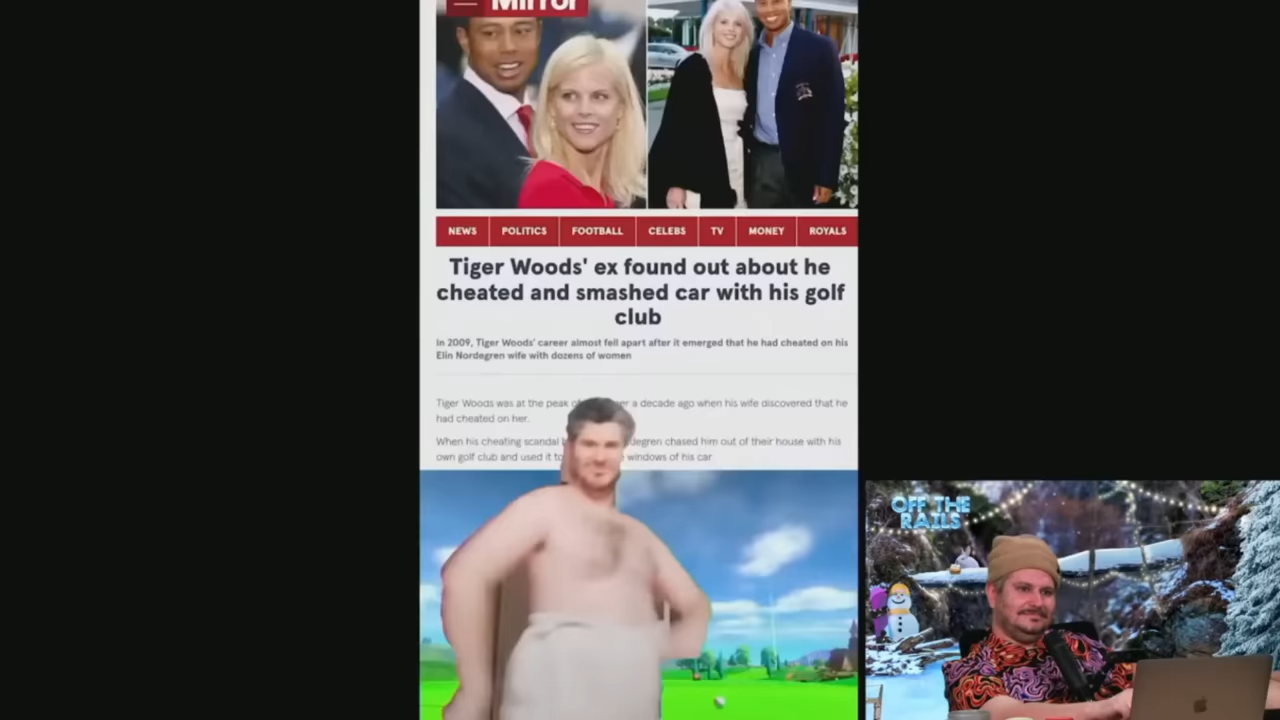 Mirror
NEWS POLITICS FOOTBALL CELEBS TV MONEY ROYALS
Tiger Woods' ex found out about he
cheated and smashed car with his golf
club
In 2009, Tiger Woods' career almost fell apart after it emerged that he had cheated on his
Elin Nordegren wife with dozens of women
Tiger Woods was at the peak of er a decade ago when his wife discovered that he
had cheated on her.
When his cheating scandal degren chased him out of their house with his
own golf club and used it to windows of his car
OFF THE
RAILS